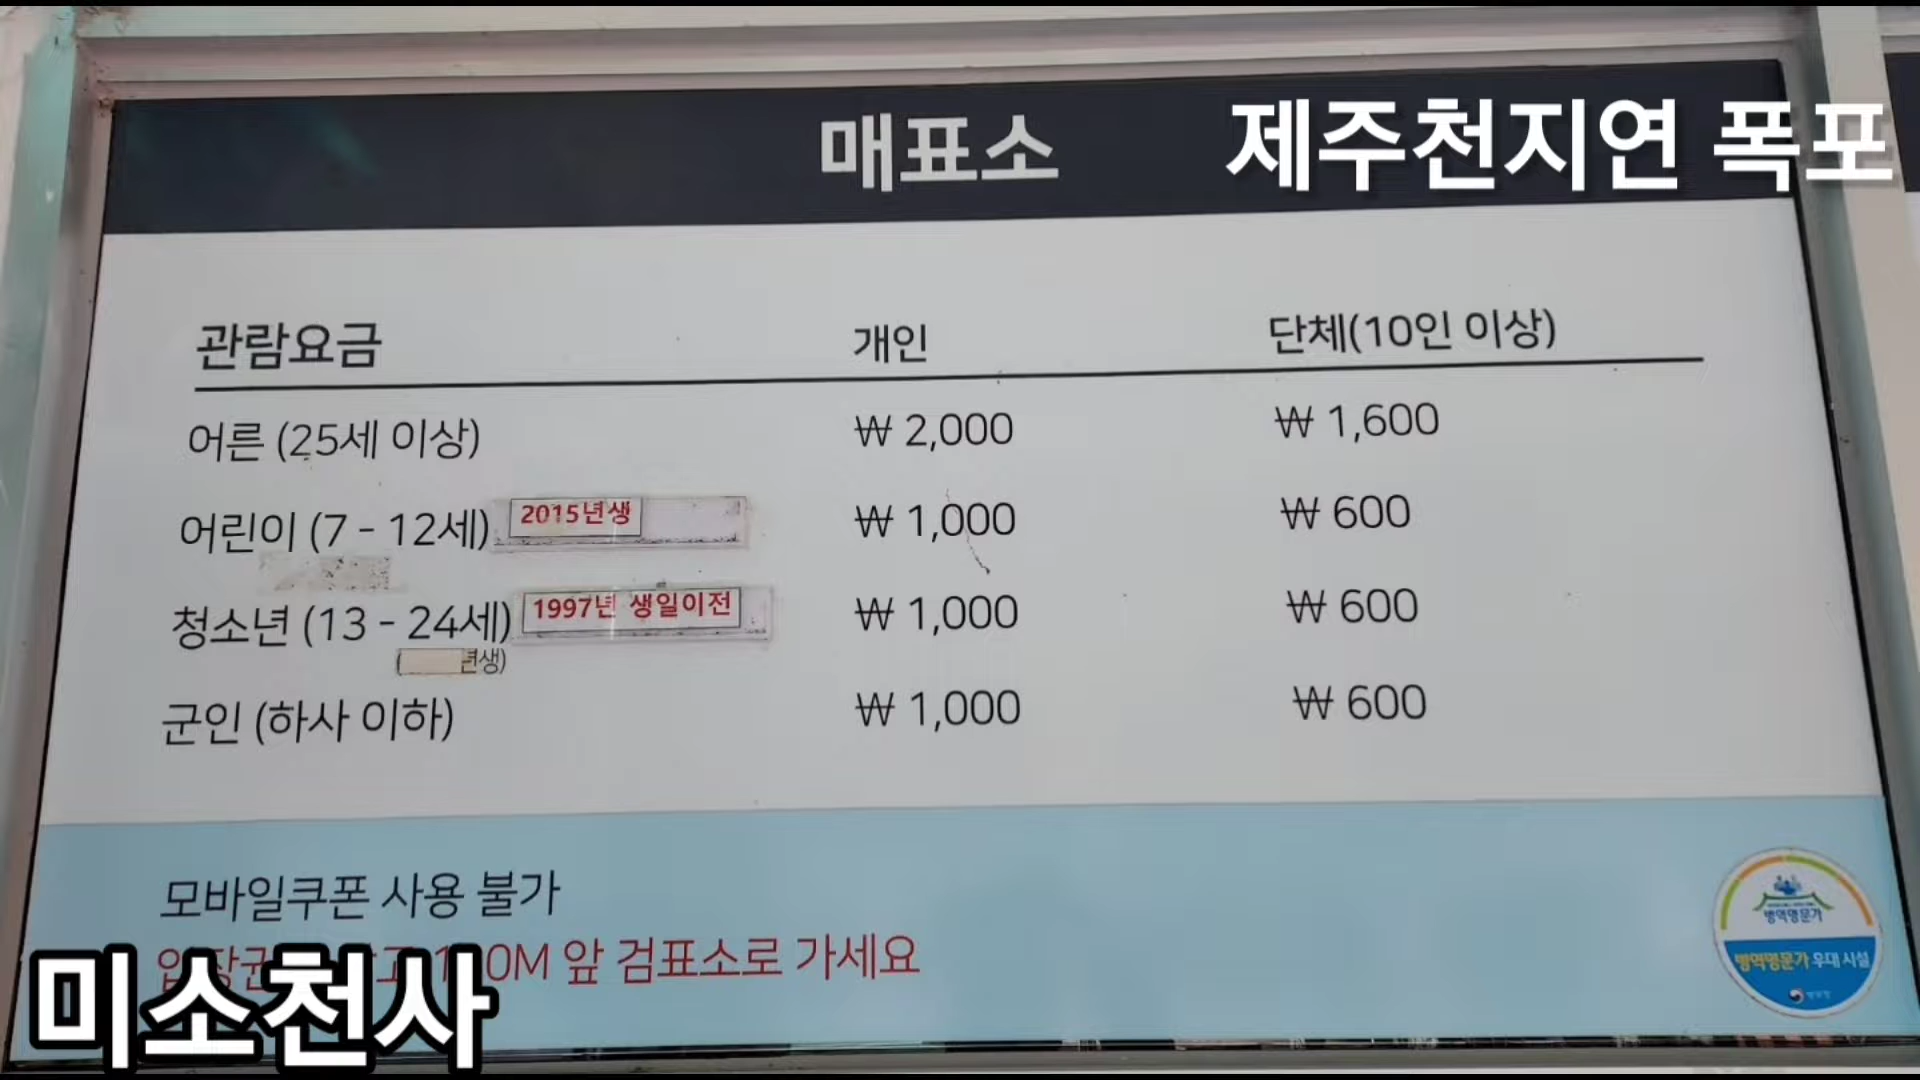 매표소
제주천지연 폭포
관람요금 개인 단체(10인 이상)
어른 (25세 이상) ₩ 2,000 ₩ 1,600
어린이 (7 - 12세) 2015년생 ₩ 1,000 ₩ 600
청소년 (13 - 24세) 1997년 생일이전 ₩ 1,000 ₩ 600
년생)
군인 (하사 이하) ₩ 1,000 ₩ 600
모바일쿠폰 사용 불가
앞 검표소로 가세요
미소천사
병역명문가
병역명문가 우대 시설